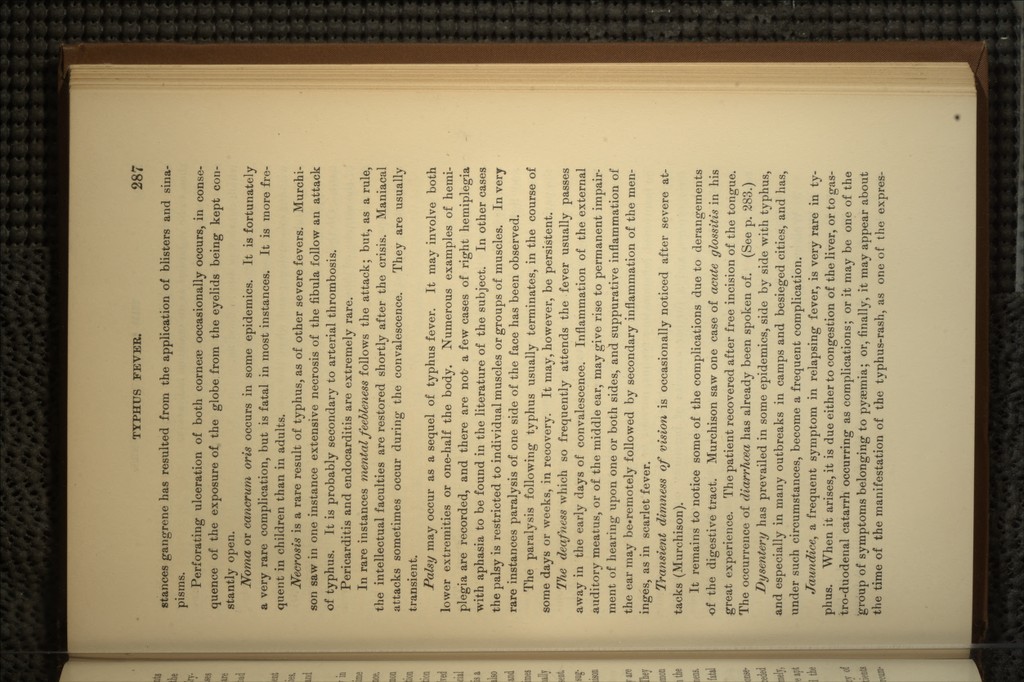 TYPHUS FEVER. 287
stances gangrene has resulted from the application of blisters and sina-
pisms.
Perforating ulceration of both corneæ occasionally occurs, in conse-
quence of the exposure of the globe from the eyelids being kept con-
stantly open.
Noma or cancrum oris occurs in some epidemics. It is fortunately
a very rare complication, but is fatal in most instances. It is more fre-
quent in children than in adults.
Necrosis is a rare result of typhus, as of other severe fevers. Murchi-
son saw in one instance extensive necrosis of the fibula follow an attack
of typhus. It is probably secondary to arterial thrombosis.
Pericarditis and endocarditis are extremely rare.
In rare instances mental feebleness follows the attack; but, as a rule,
the intellectual faculties are restored shortly after the crisis. Maniacal
attacks sometimes occur during the convalescence. They are usually
transient.
Palsy may occur as a sequel of typhus fever. It may involve both
lower extremities or one-half the body. Numerous examples of hemi-
plegia are recorded, and there are not a few cases of right hemiplegia
with aphasia to be found in the literature of the subject. In other cases
the palsy is restricted to individual muscles or groups of muscles. In very
rare instances paralysis of one side of the face has been observed.
The paralysis following typhus usually terminates, in the course of
some days or weeks, in recovery. It may, however, be persistent.
The deafness which so frequently attends the fever usually passes
away in the early days of convalescence. Inflammation of the external
auditory meatus, or of the middle ear, may give rise to permanent impair-
ment of hearing upon one or both sides, and suppurative inflammation of
the ear may be remotely followed by secondary inflammation of the men-
inges, as in scarlet fever.
Transient dimness of vision is occasionally noticed after severe at-
tacks (Murchison).
It remains to notice some of the complications due to derangements
of the digestive tract. Murchison saw one case of acute glossitis in his
great experience. The patient recovered after free incision of the tongue.
The occurrence of diarrhœa has already been spoken of. (See p. 283.)
Dysentery has prevailed in some epidemics, side by side with typhus,
and especially in many outbreaks in camps and besieged cities, and has,
under such circumstances, become a frequent complication.
Jaundice, a frequent symptom in relapsing fever, is very rare in ty-
phus. When it arises, it is due either to congestion of the liver, or to gas-
tro-duodenal catarrh occurring as complications; or it may be one of the
group of symptoms belonging to pyæmia; or, finally, it may appear about
the time of the manifestation of the typhus-rash, as one of the expres-